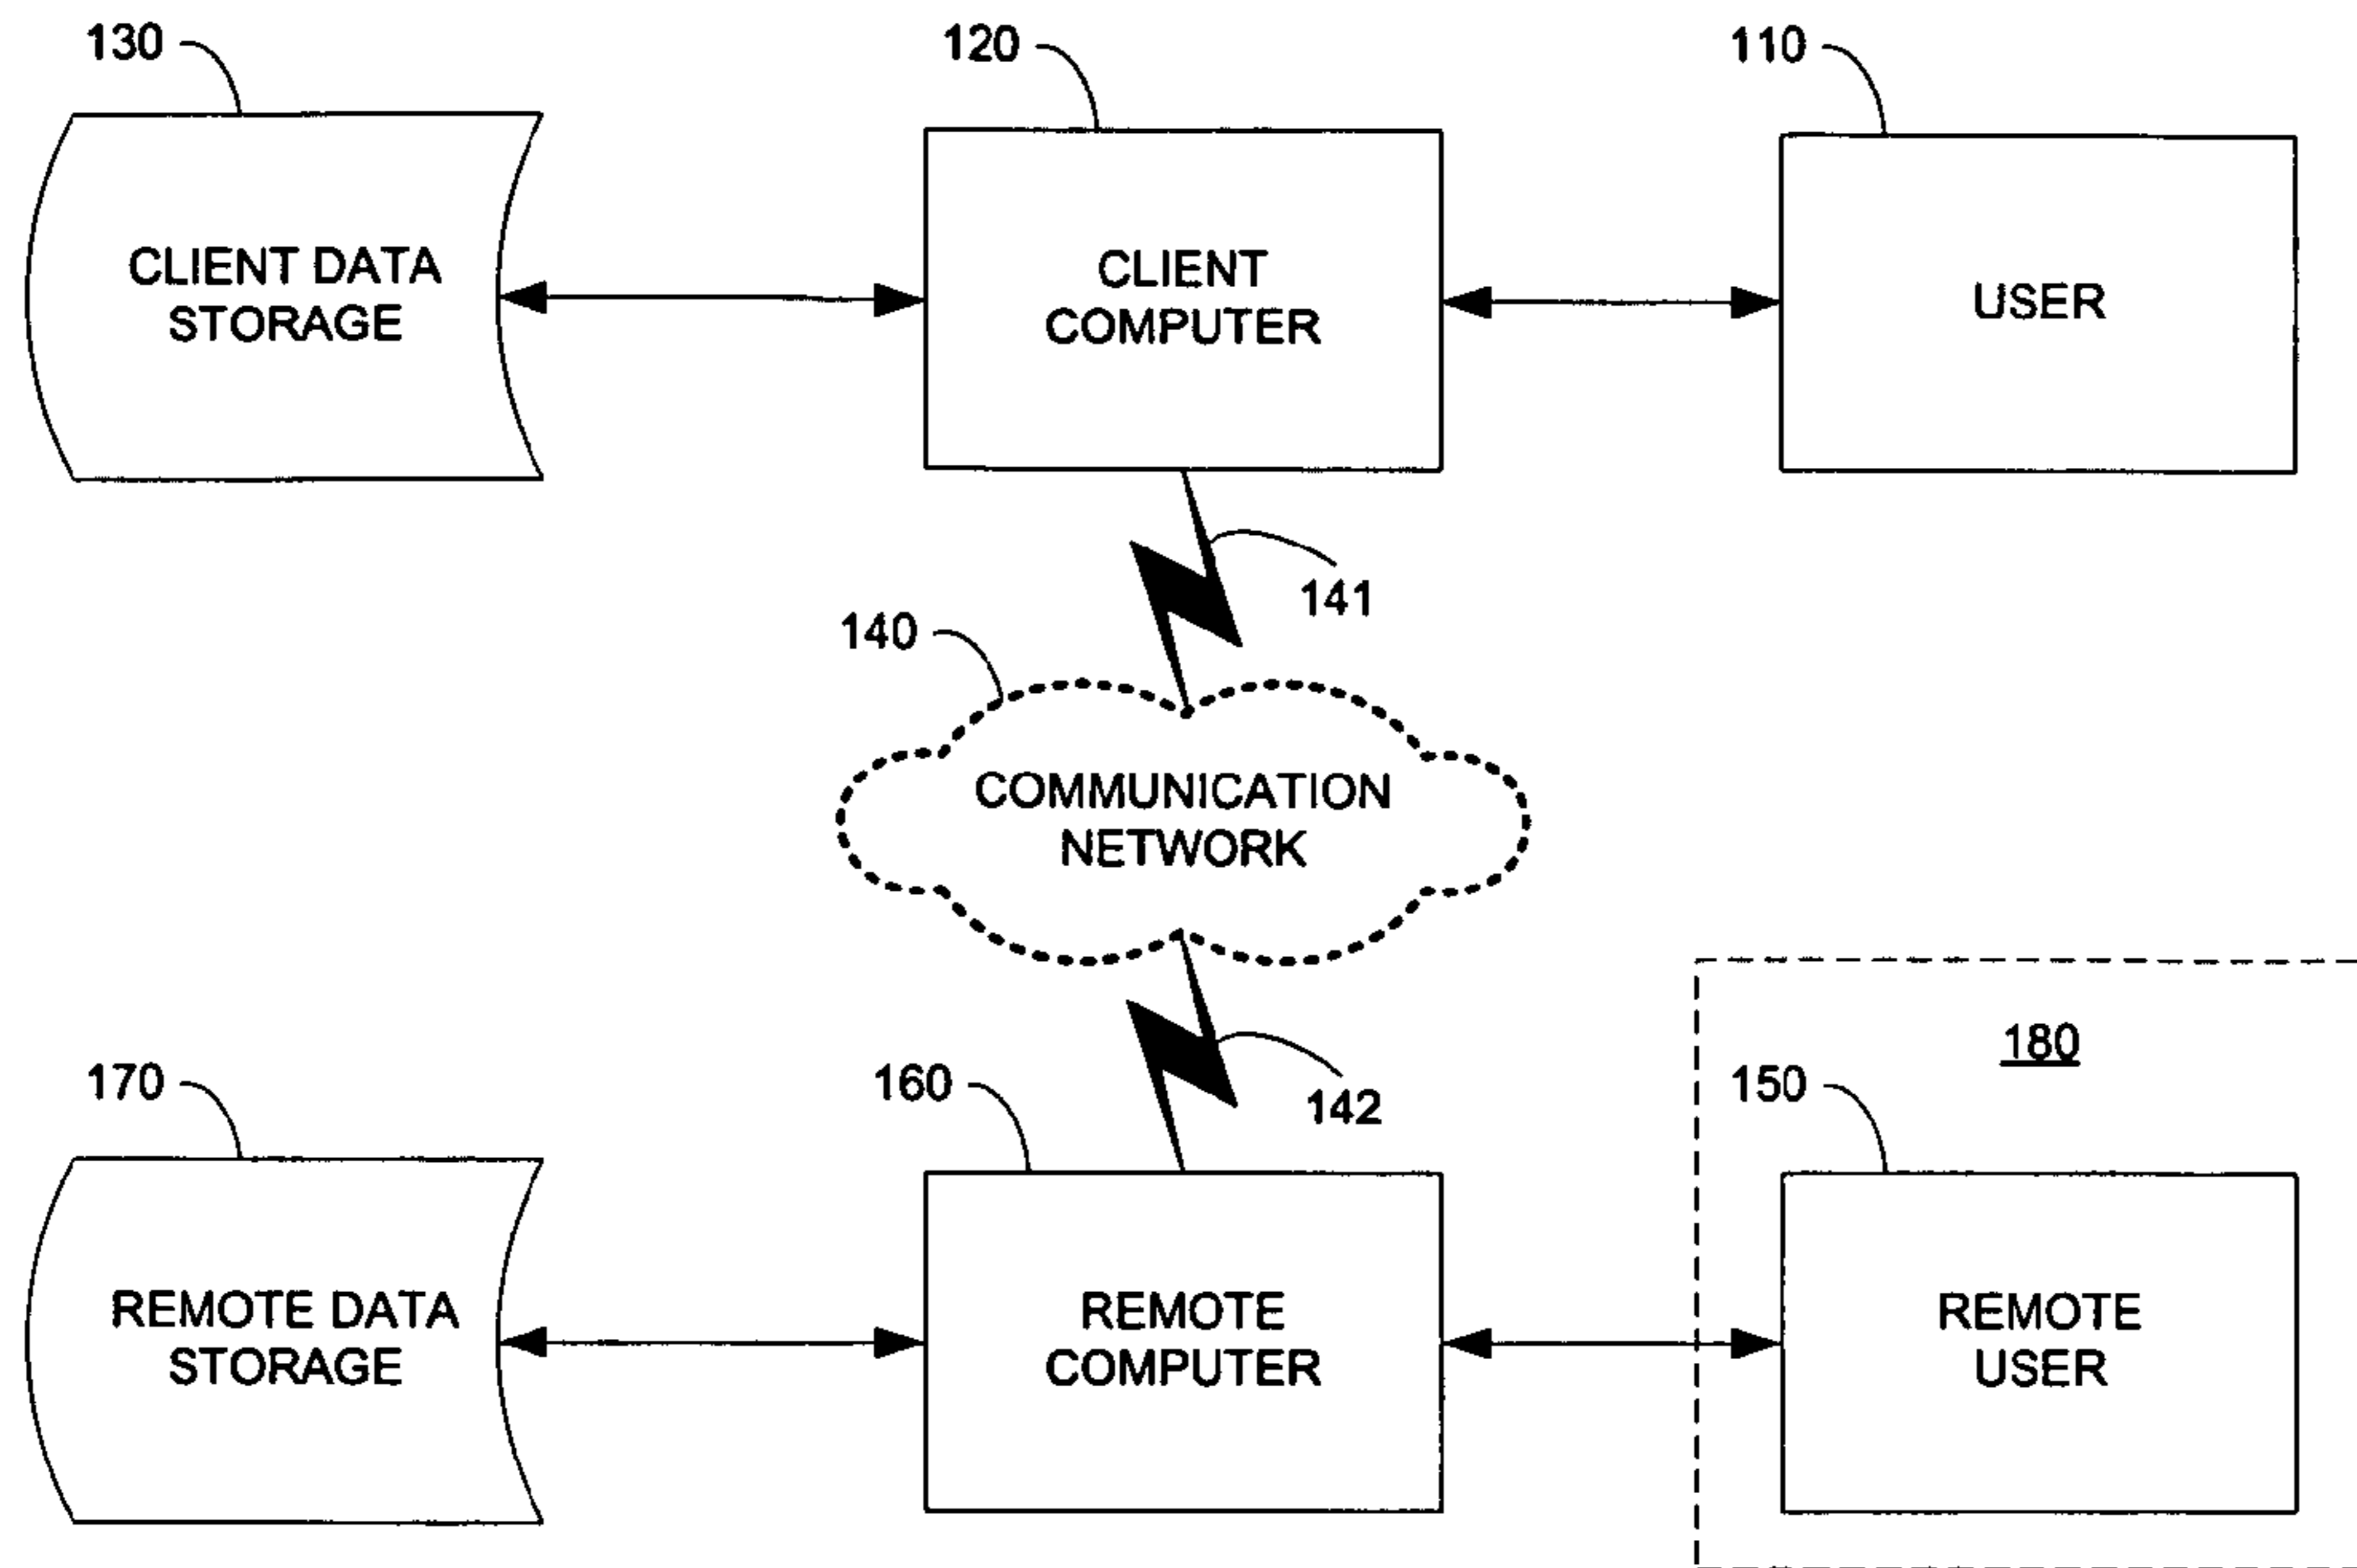 130
120
110
CLIENT DATA
STORAGE
CLIENT
COMPUTER
USER
141
140
COMMUNICATION
NETWORK
180
170
160
142
150
REMOTE DATA
STORAGE
REMOTE
COMPUTER
REMOTE
USER